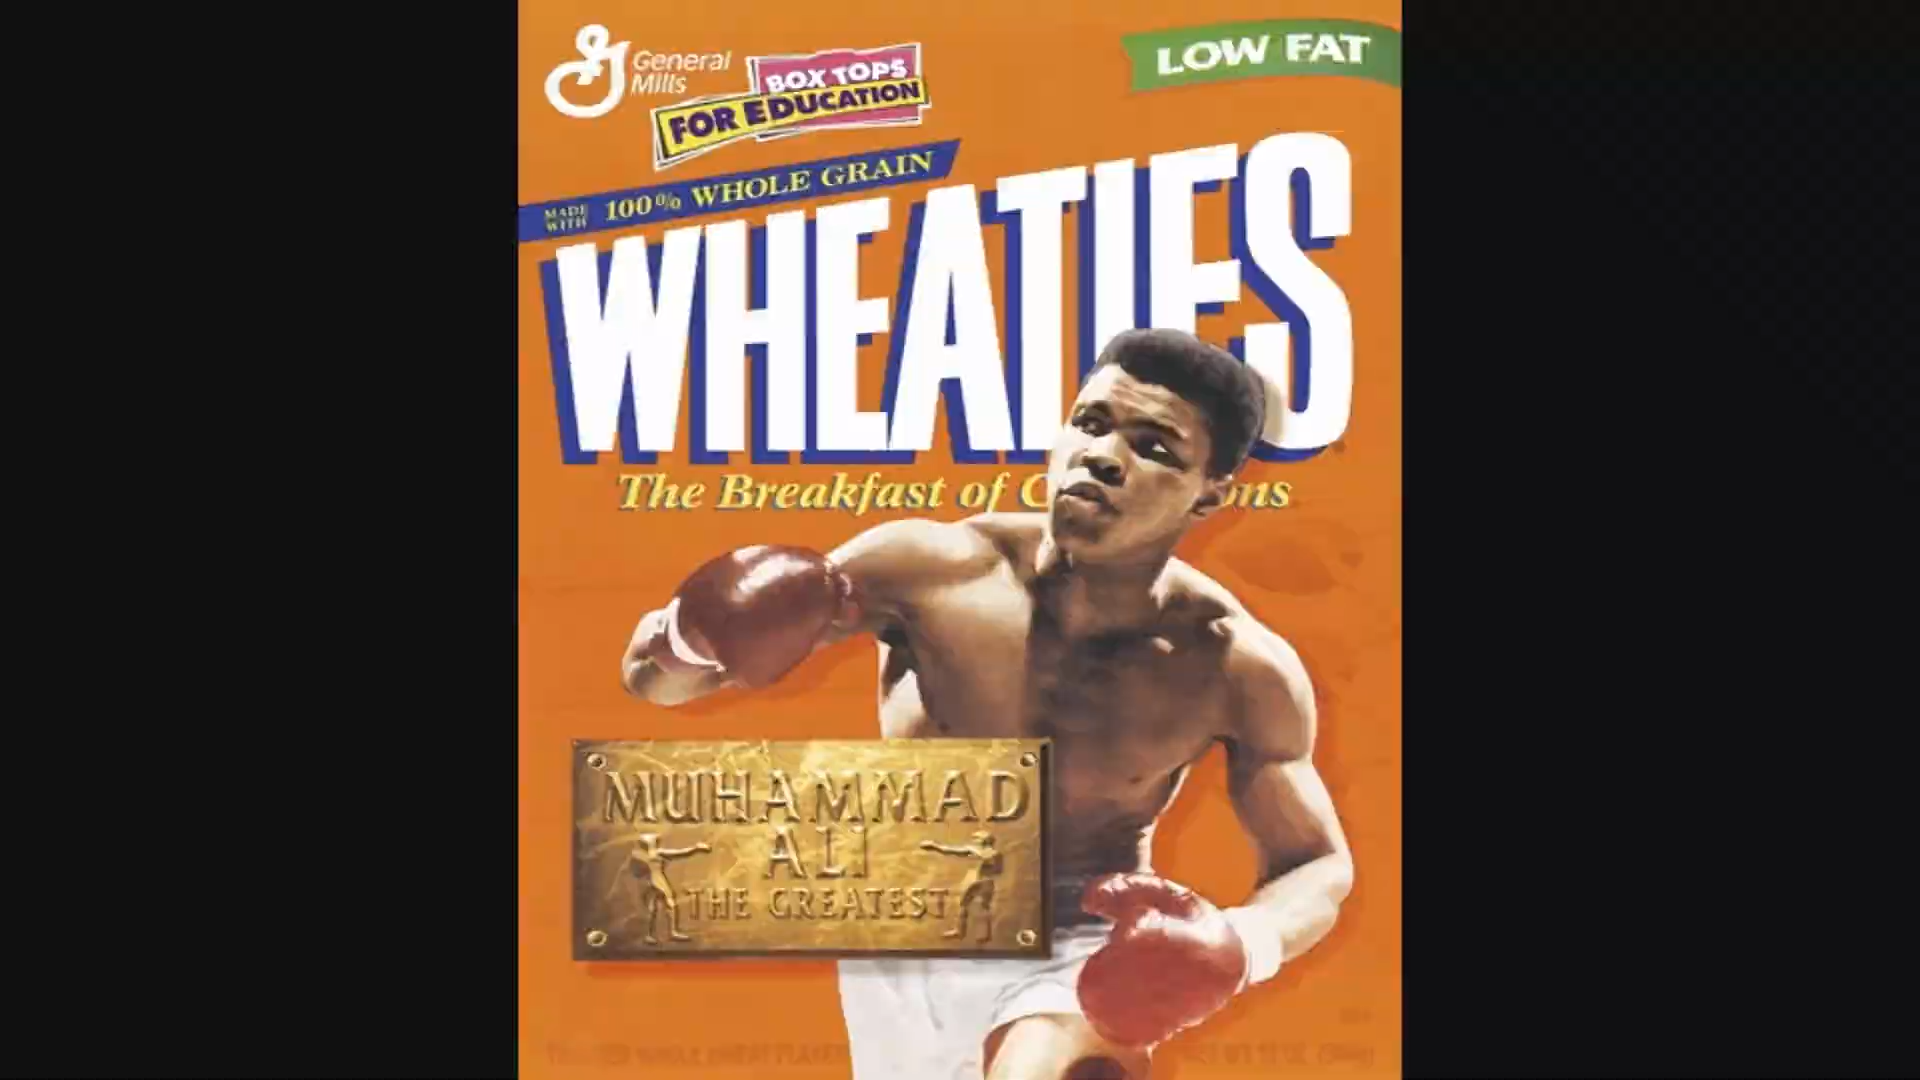 General
Mills
BOX TOPS
FOR EDUCATION
LOW FAT
MADE
WITH
100% WHOLE GRAIN
WHEATIES
The Breakfast of C ons
MUHAMMAD
ALI
THE GREATEST